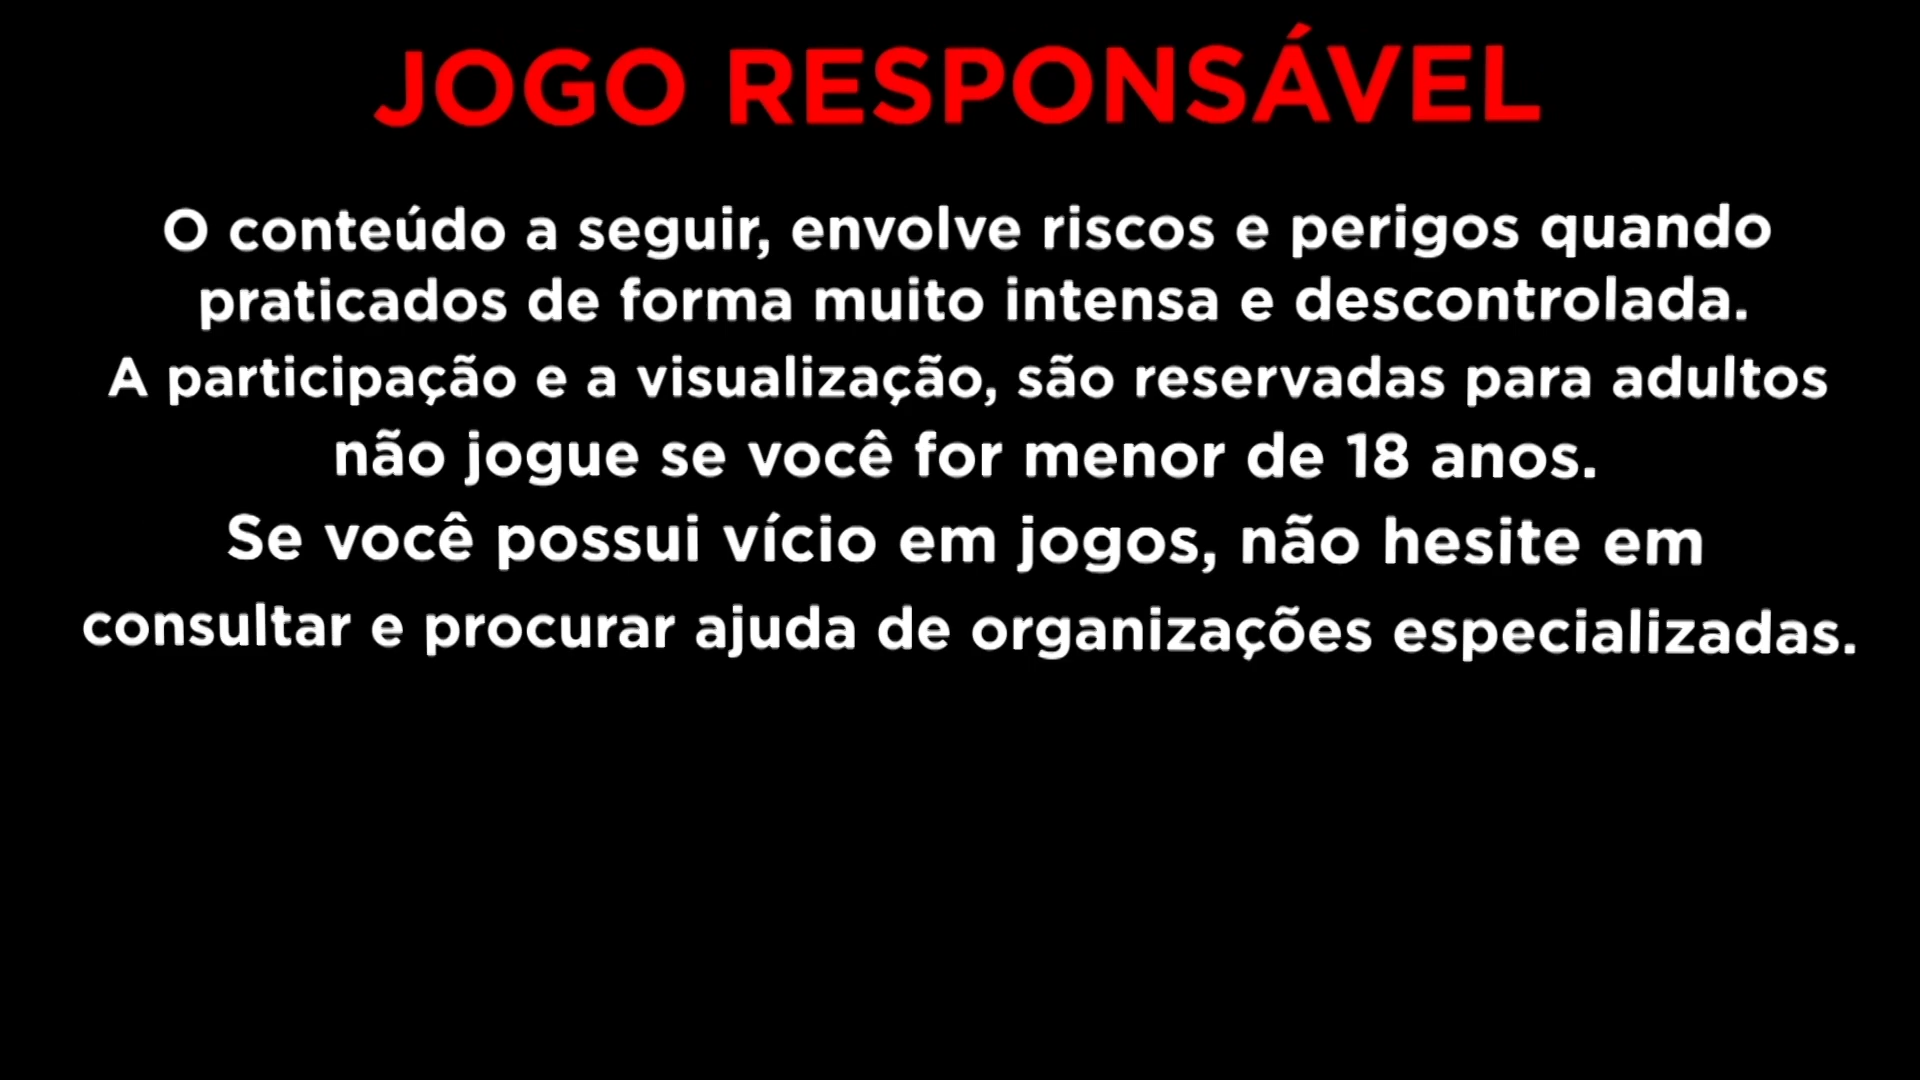 JOGO RESPONSÁVEL
O conteúdo a seguir, envolve riscos e perigos quando
praticados de forma muito intensa e descontrolada.
A participação e a visualização, são reservadas para adultos
não jogue se você for menor de 18 anos.
Se você possui vício em jogos, não hesite em
consultar e procurar ajuda de organizações especializadas.